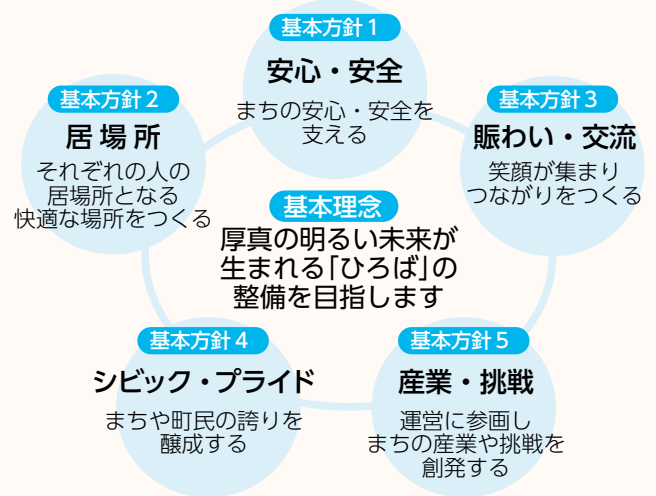 基本方針1
安心・安全
まちの安心・安全を
支える
基本方針2
居場所
それぞれの人の
居場所となる
快適な場所をつくる
基本方針3
賑わい・交流
笑顔が集まり
つながりをつくる
基本理念
厚真の明るい未来が
生まれる「ひろば」の
整備を目指します
基本方針4
シビック・プライド
まちや町民の誇りを
醸成する
基本方針5
産業・挑戦
運営に参画し
まちの産業や挑戦を
創発する